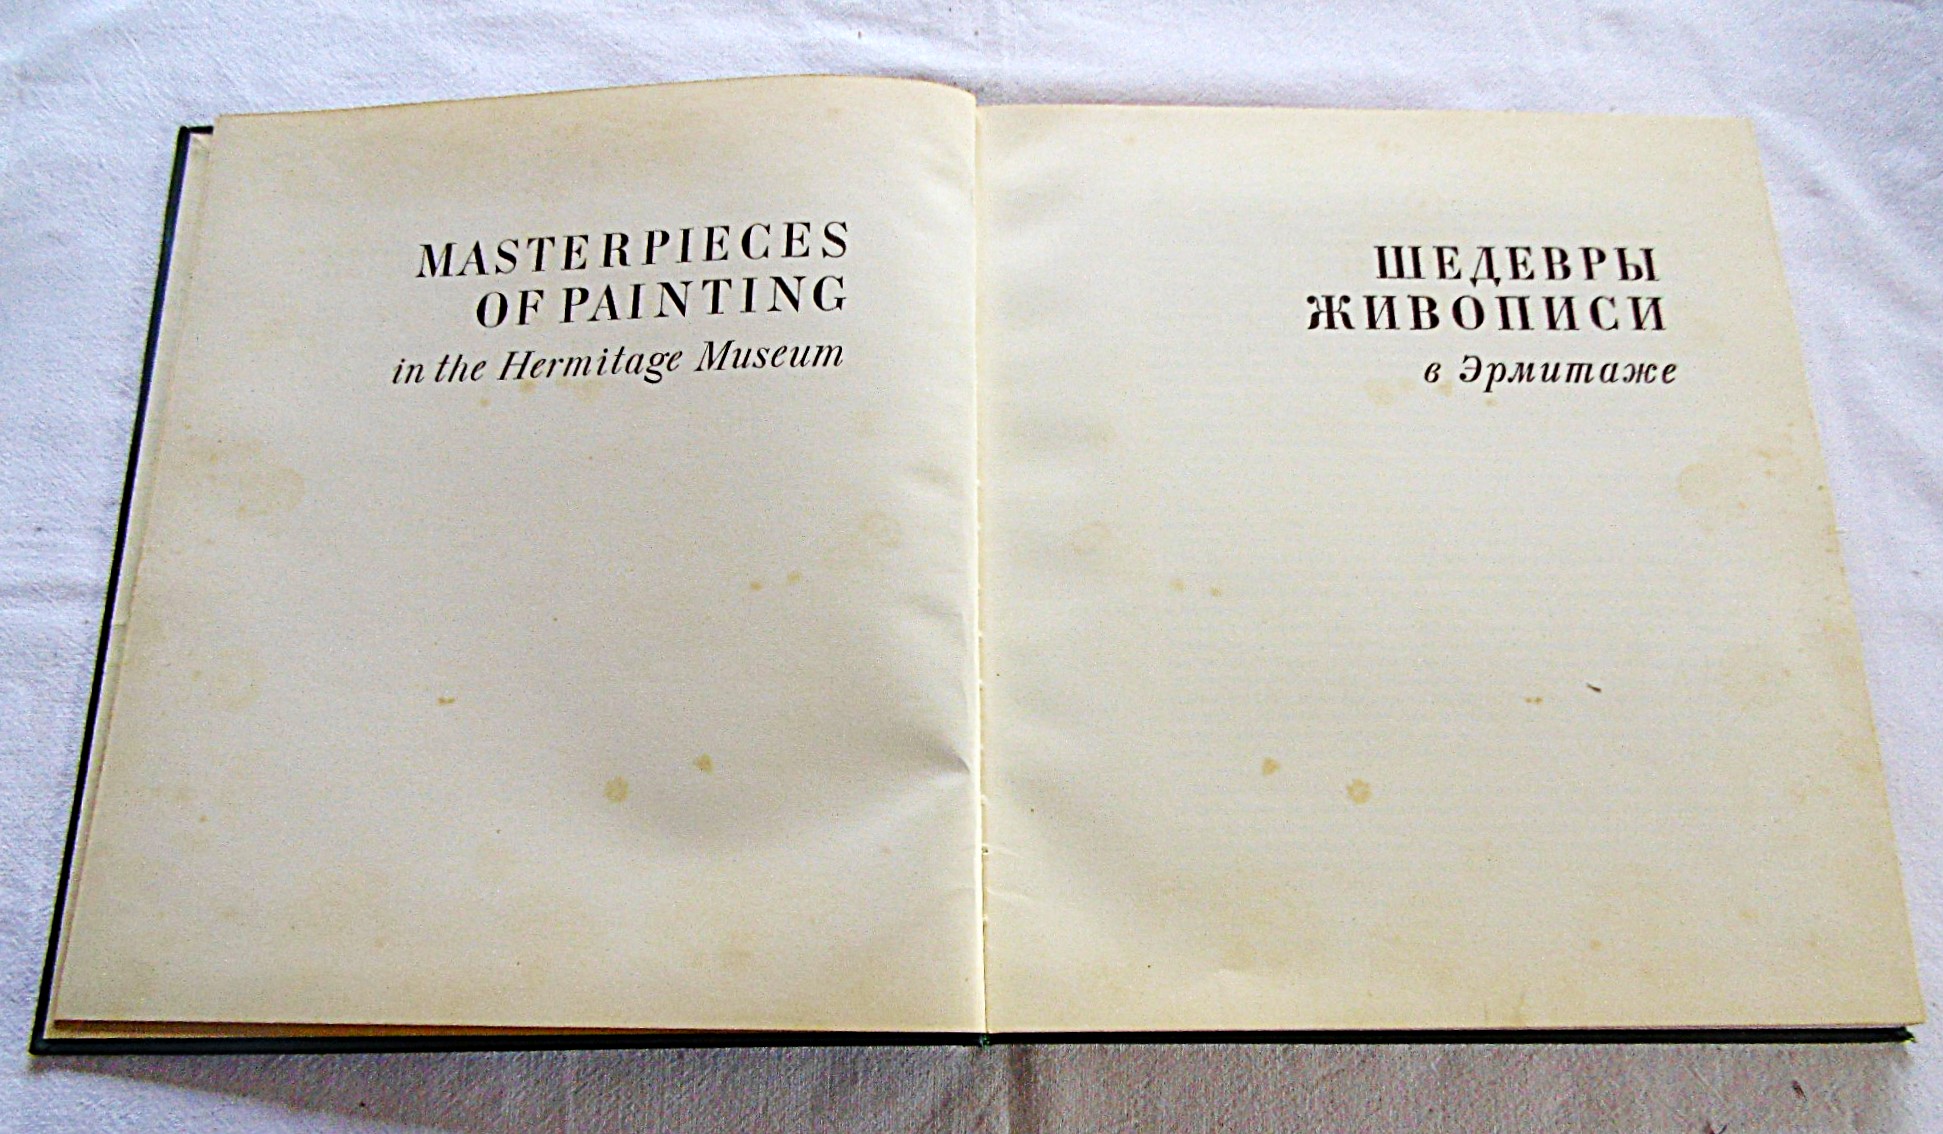 MASTERPIECES
OF PAINTING
in the Hermitage Museum
ШЕДЕВРЫ
ЖИВОПИСИ
в Эрмитаже